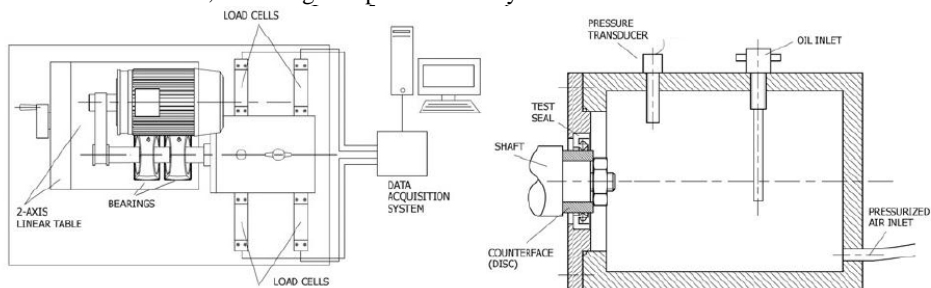 LOAD CELLS
2-AXIS
LINEAR TABLE
BEARINGS
LOAD CELLS
DATA
ACQUISITION
SYSTEM
PRESSURE
TRANSDUCER
OIL INLET
TEST
SEAL
SHAFT
COUNTERFACE
(DISC)
PRESSURIZED
AIR INLET